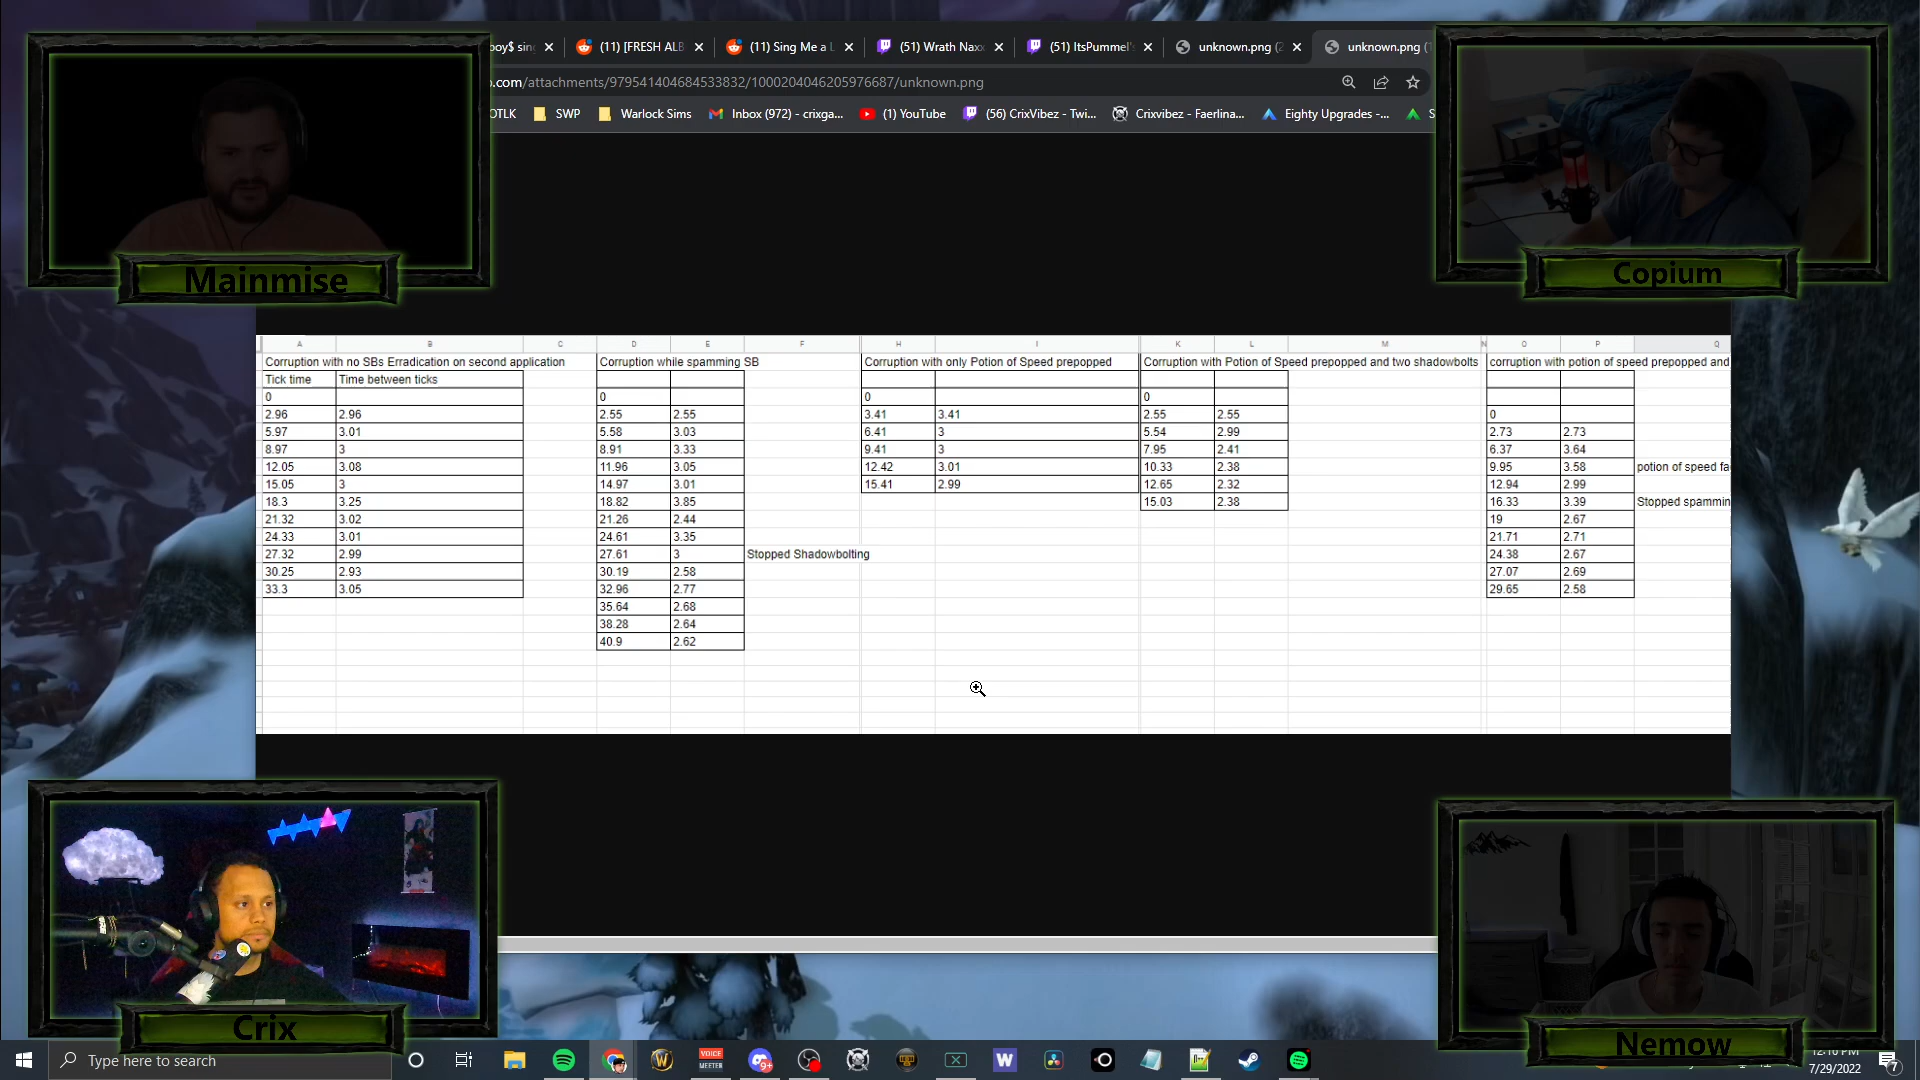 boy$ sin
(11) [FRESH ALB
(11) Sing Me a L
(51) Wrath Naxx
(51) ItsPummel'
unknown.png (2
unknown.png (
.com/attachments/979541404684533832/1000204046205976687/unknown.png
OTLK
SWP
Warlock Sims
Inbox (972) - crixga...
(1) YouTube
(56) CrixVibez - Twi...
Crixvibez - Faerlina...
Eighty Upgrades -...
S
Mainmise
Copium
A B C D E F H I K L M N O P Q
Corruption with no SBs Erradication on second application
Tick time Time between ticks
0
2.96 2.96
5.97 3.01
8.97 3
12.05 3.08
15.05 3
18.3 3.25
21.32 3.02
24.33 3.01
27.32 2.99
30.25 2.93
33.3 3.05
Corruption while spamming SB
0
2.55 2.55
5.58 3.03
8.91 3.33
11.96 3.05
14.97 3.01
18.82 3.85
21.26 2.44
24.61 3.35
27.61 3 Stopped Shadowbolting
30.19 2.58
32.96 2.77
35.64 2.68
38.28 2.64
40.9 2.62
Corruption with only Potion of Speed prepopped
0
3.41 3.41
6.41 3
9.41 3
12.42 3.01
15.41 2.99
Corruption with Potion of Speed prepopped and two shadowbolts
0
2.55 2.55
5.54 2.99
7.95 2.41
10.33 2.38
12.65 2.32
15.03 2.38
corruption with potion of speed prepopped and
0
2.73 2.73
6.37 3.64
9.95 3.58 potion of speed fa
12.94 2.99
16.33 3.39 Stopped spammin
19 2.67
21.71 2.71
24.38 2.67
27.07 2.69
29.65 2.58
Crix
Nemow
Type here to search
VOICE
MEETER
9+
W
12:10 PM
7/29/2022
7